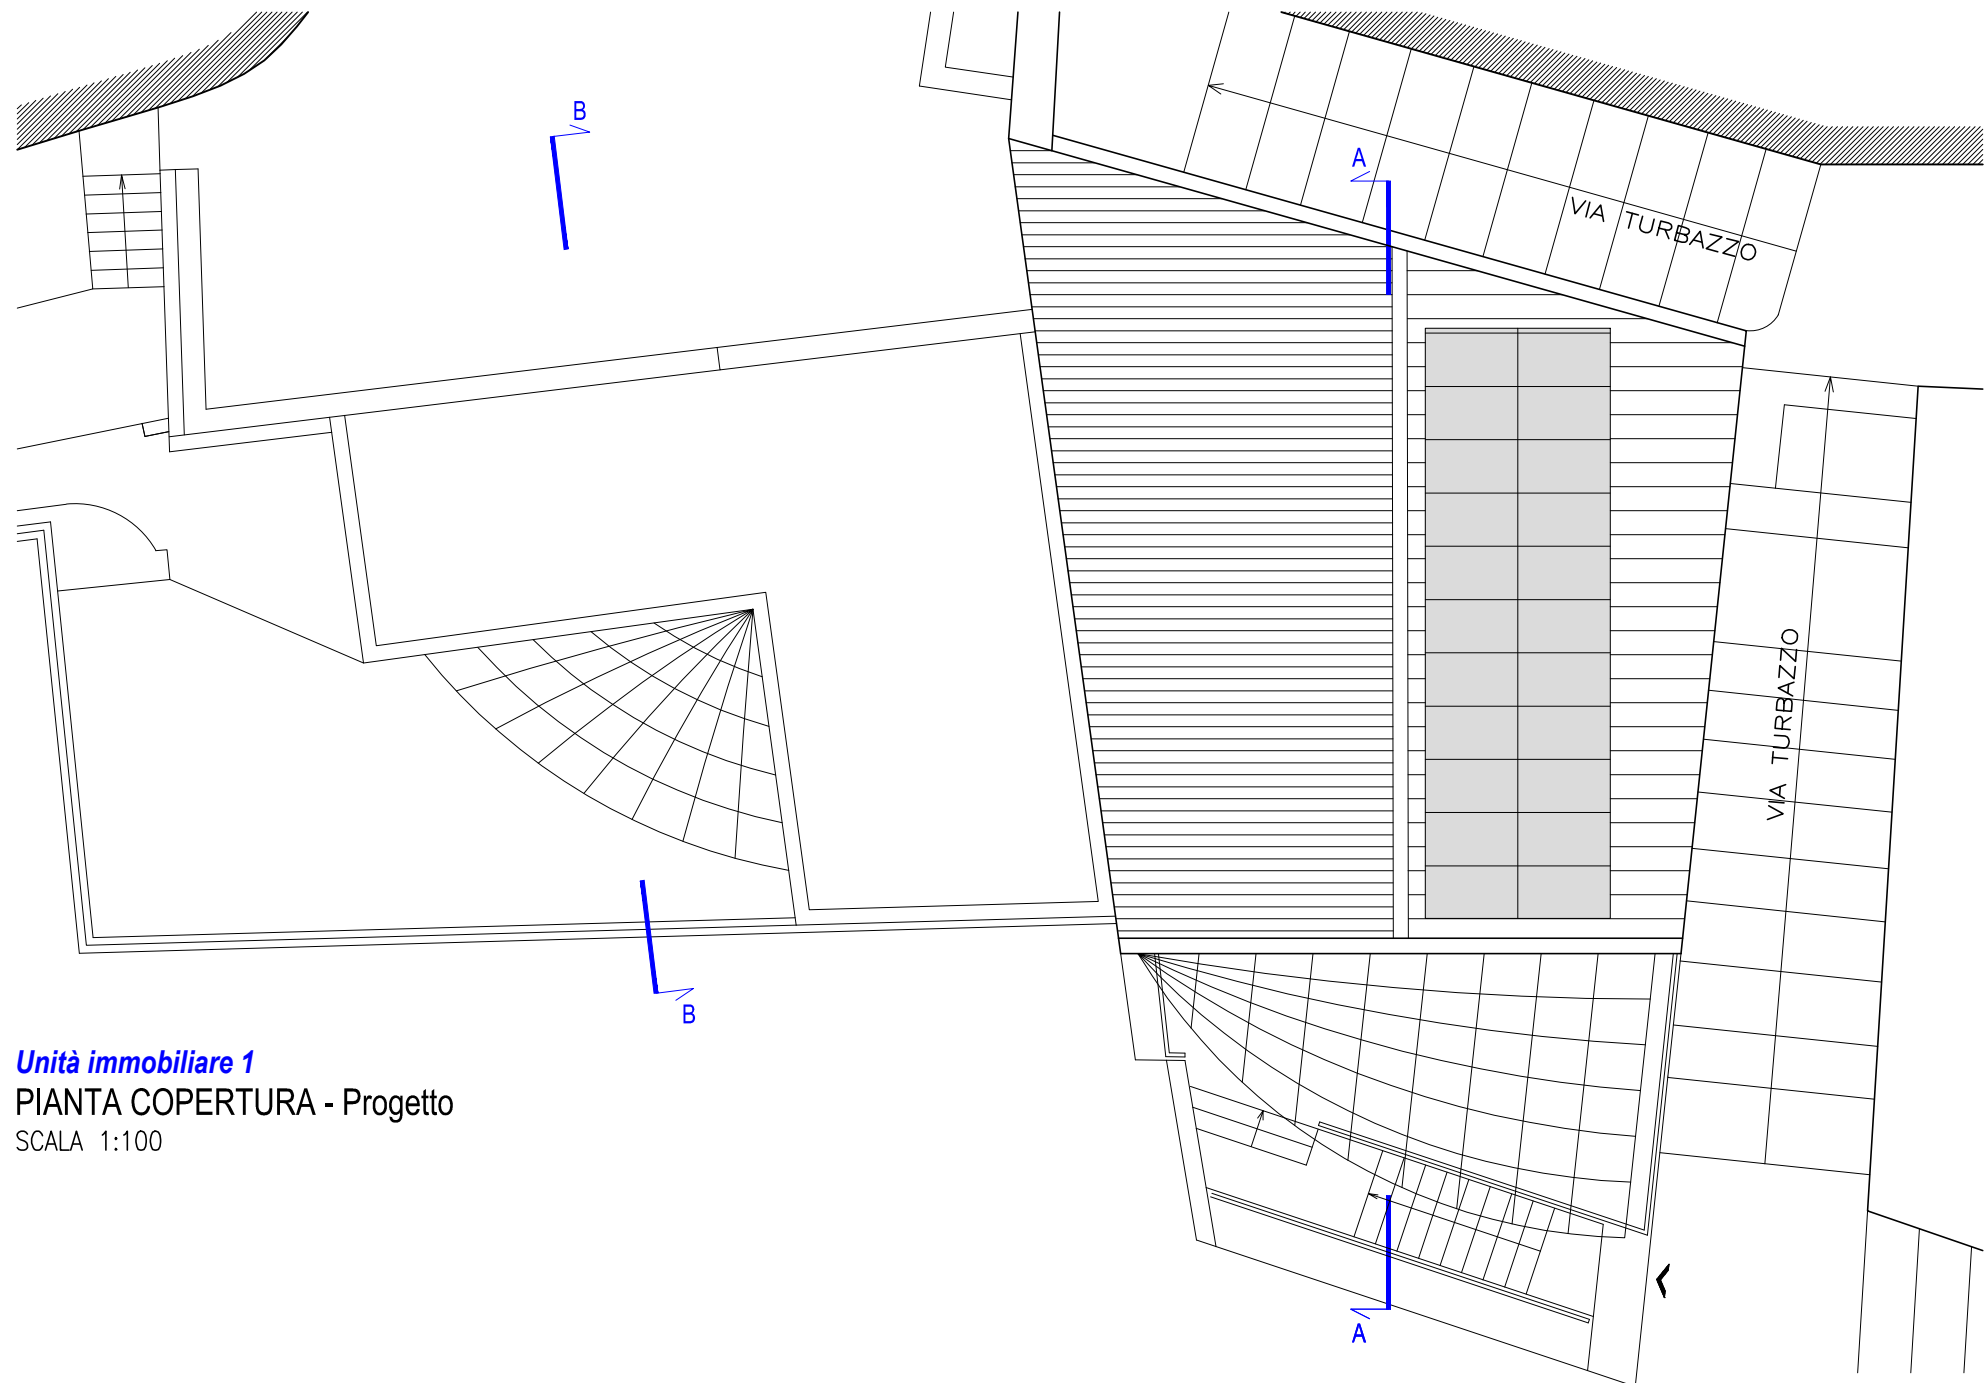 B
A
VIA TURBAZZO
VIA TURBAZZO
B
Unità immobiliare 1
PIANTA COPERTURA - Progetto
SCALA 1:100
A